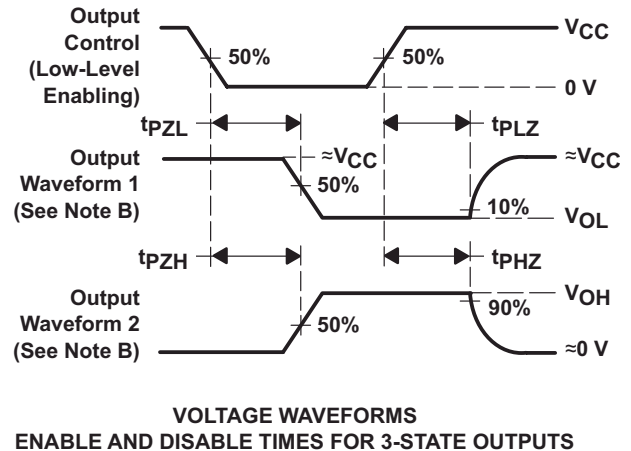 Output
Control
(Low-Level
Enabling)
50%
50%
VCC
0 V
tPZL
tPLZ
Output
Waveform 1
(See Note B)
≈VCC
50%
≈VCC
10%
VOL
tPZH
tPHZ
Output
Waveform 2
(See Note B)
50%
VOH
90%
≈0 V
VOLTAGE WAVEFORMS
ENABLE AND DISABLE TIMES FOR 3-STATE OUTPUTS